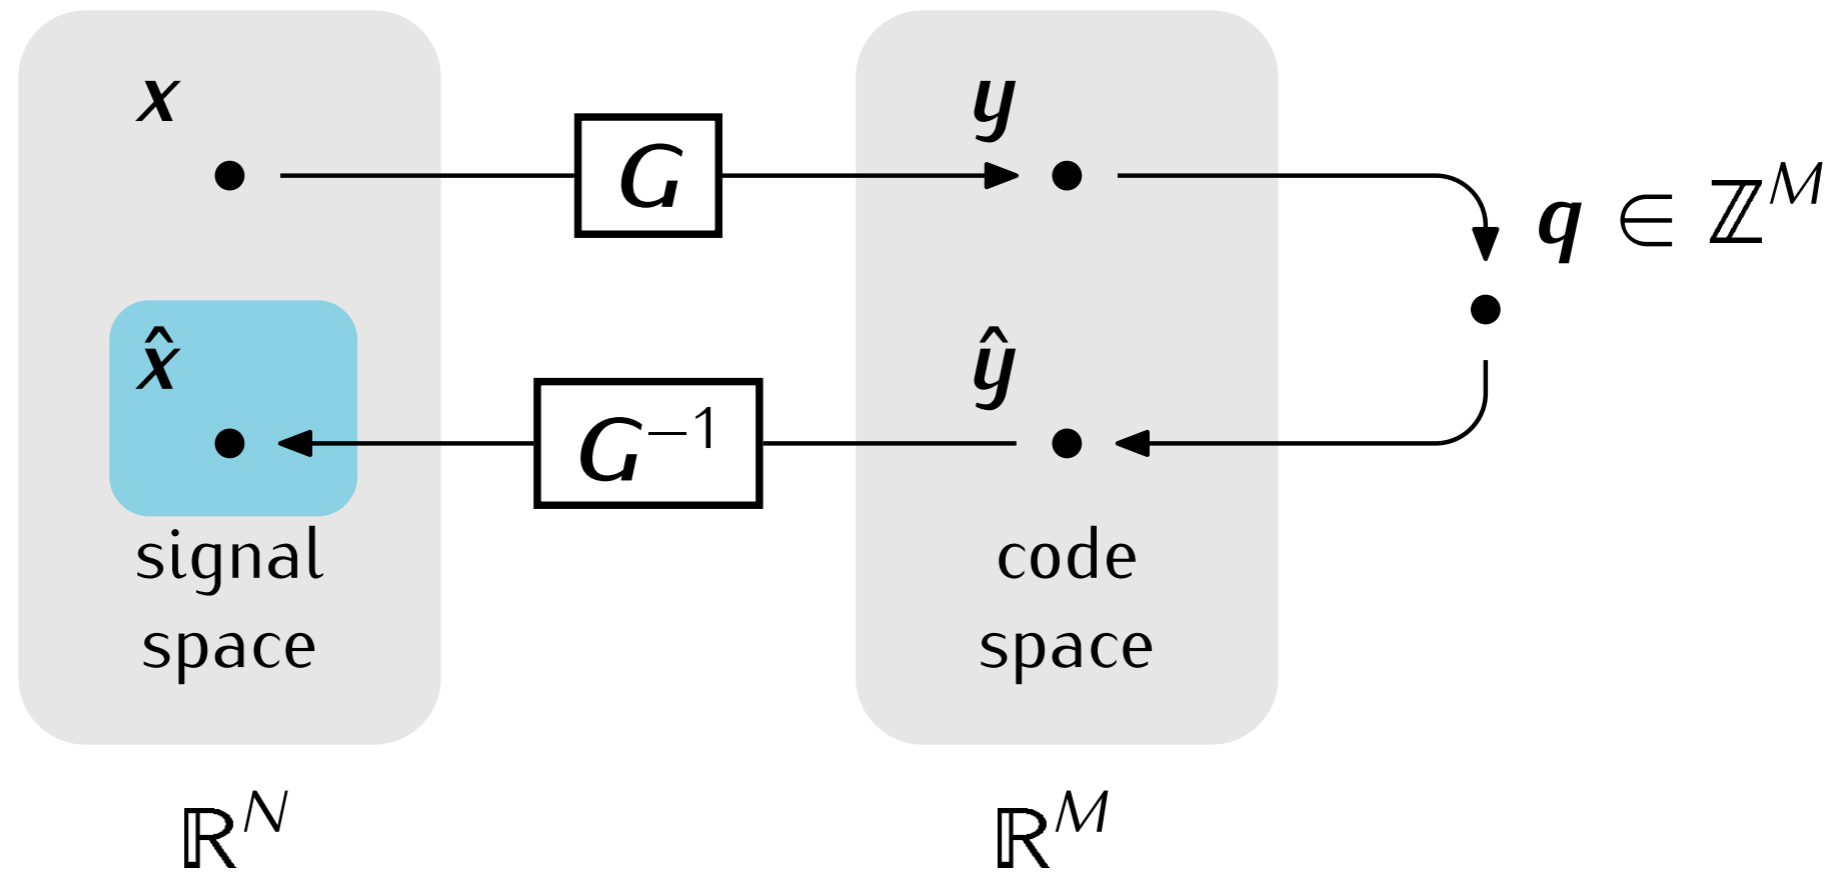 x
G
y
q ∈ ℤ^M
x̂
G^{-1}
ŷ
signal
space
code
space
ℝ^N
ℝ^M